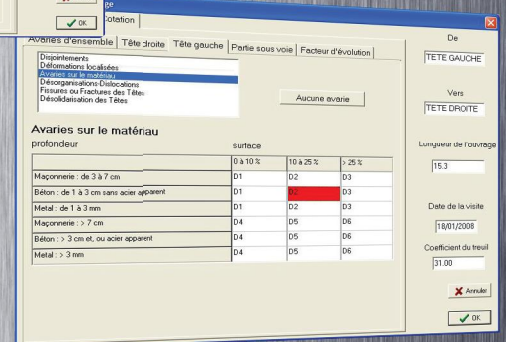 OK
ge
Cotation
Avaries d'ensemble Tête droite Tête gauche Partie sous voie Facteur d'évolution
Disjointements
Déformations localisées
Avaries sur le matériau
Désorganisations-Dislocations
Fissures ou Fractures des Têtes
Désolidarisation des Têtes
Aucune avarie
Avaries sur le matériau
profondeur surface
0 à 10 % 10 à 25 % > 25 %
Maçonnerie : de 3 à 7 cm D1 D2 D3
Béton : de 1 à 3 cm sans acier apparent D1 D2 D3
Metal : de 1 à 3 mm D1 D2 D3
Maçonnerie : > 7 cm D4 D5 D6
Béton : > 3 cm et, ou acier apparent D4 D5 D6
Metal : > 3 mm D4 D5 D6
De
TETE GAUCHE
Vers
TETE DROITE
Longueur de l'ouvrage
15.3
Date de la visite
18/01/2008
Coefficient du treuil
31.00
Annuler
OK